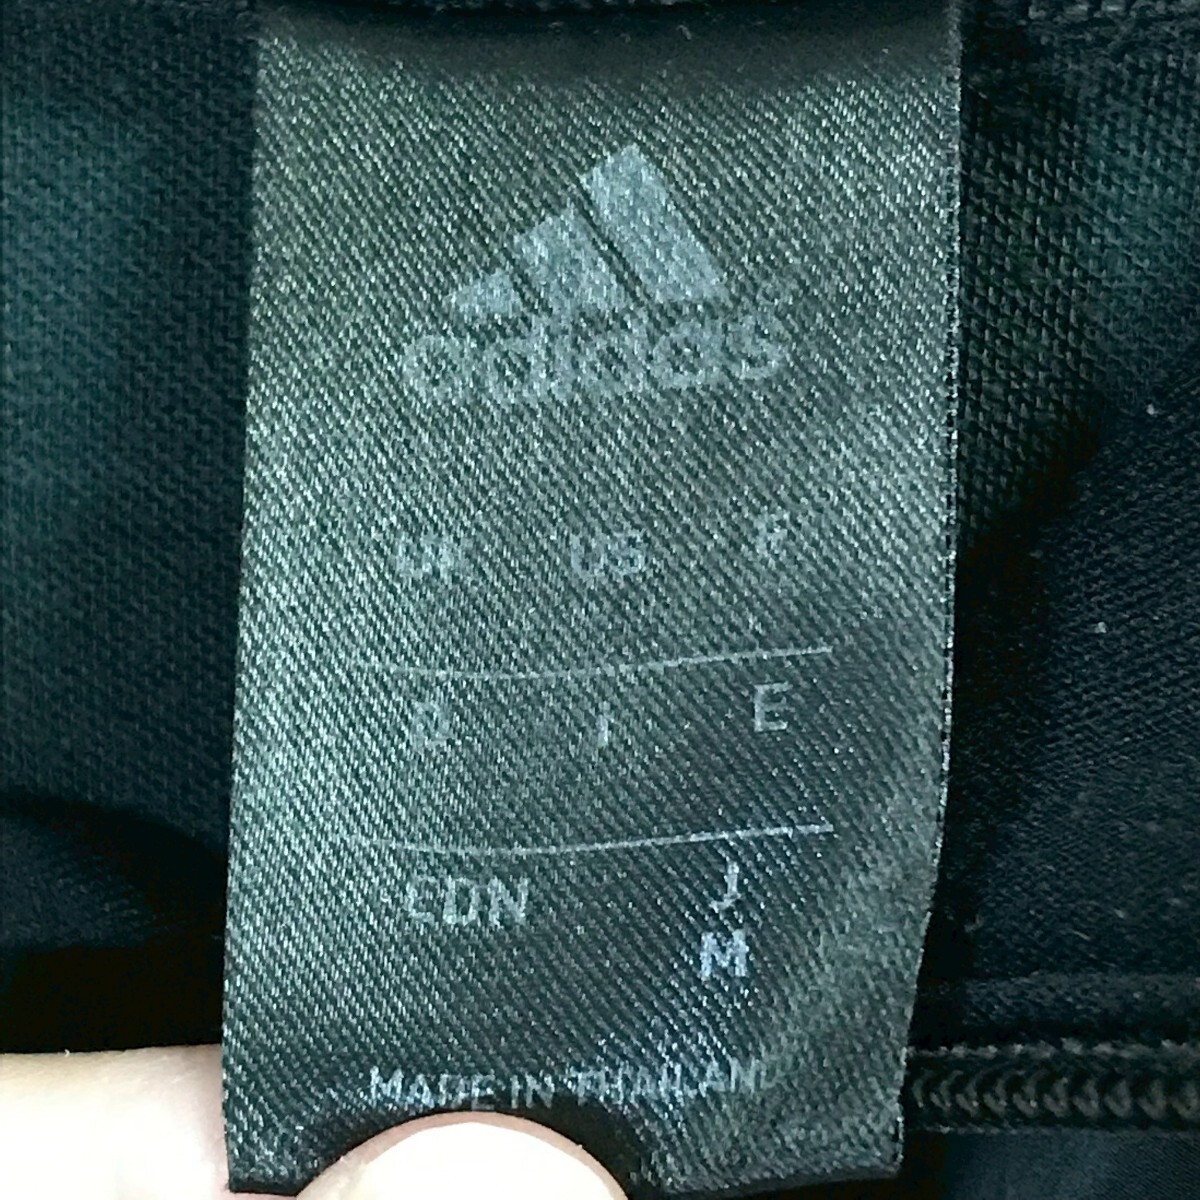 adidas
UK US F
D I E
CDN J
M
MADE IN THAILAND